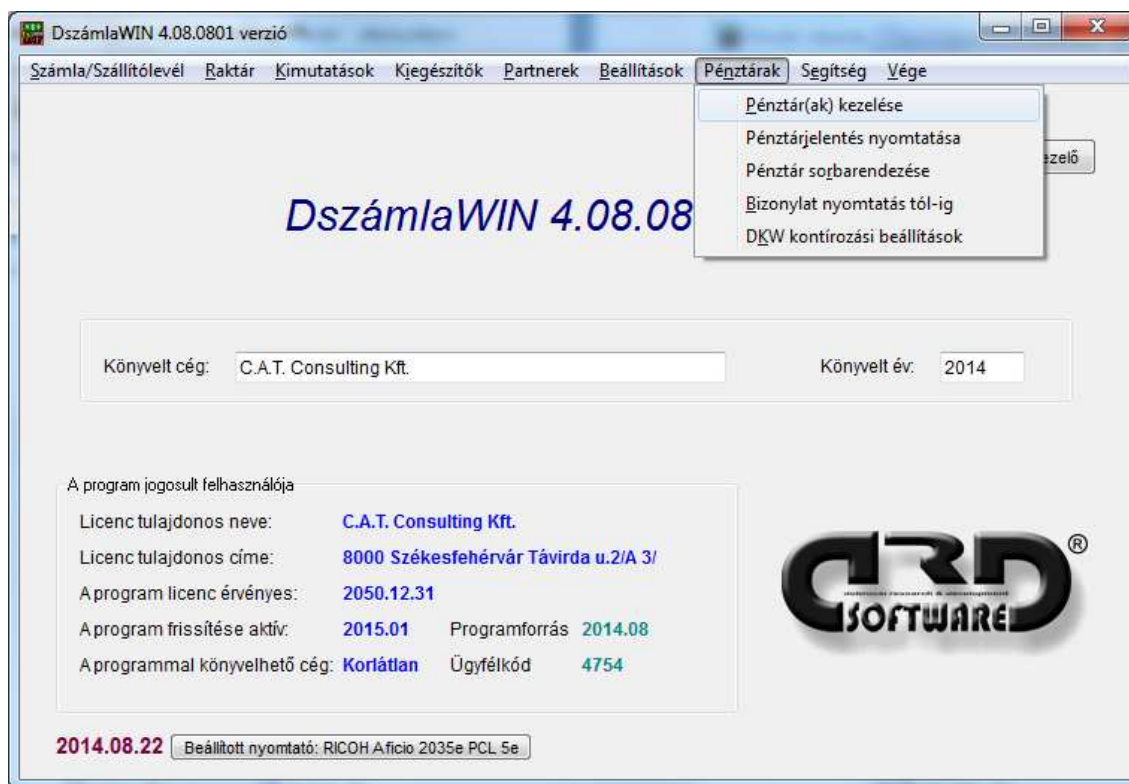 DszámlaWIN 4.08.0801 verzió
Számla/Szállítólevél Raktár Kimutatások Kiegészítők Partnerek Beállítások Pénztárak Segítség Vége
Pénztár(ak) kezelése
Pénztárjelentés nyomtatása
Pénztár sorbarendezése
Bizonylat nyomtatás tól-ig
DKW kontírozási beállítások
ezelő
DszámlaWIN 4.08.08
Könyvelt cég: C.A.T. Consulting Kft. Könyvelt év: 2014
A program jogosult felhasználója
Licenc tulajdonos neve: C.A.T. Consulting Kft.
Licenc tulajdonos címe: 8000 Székesfehérvár Távirda u.2/A 3/
A program licenc érvényes: 2050.12.31
A program frissítése aktív: 2015.01 Programforrás 2014.08
A programmal könyvelhető cég: Korlátlan Ügyfélkód 4754
DRD ®
SOFTWARE
2014.08.22 Beállított nyomtató: RICOH Aficio 2035e PCL 5e